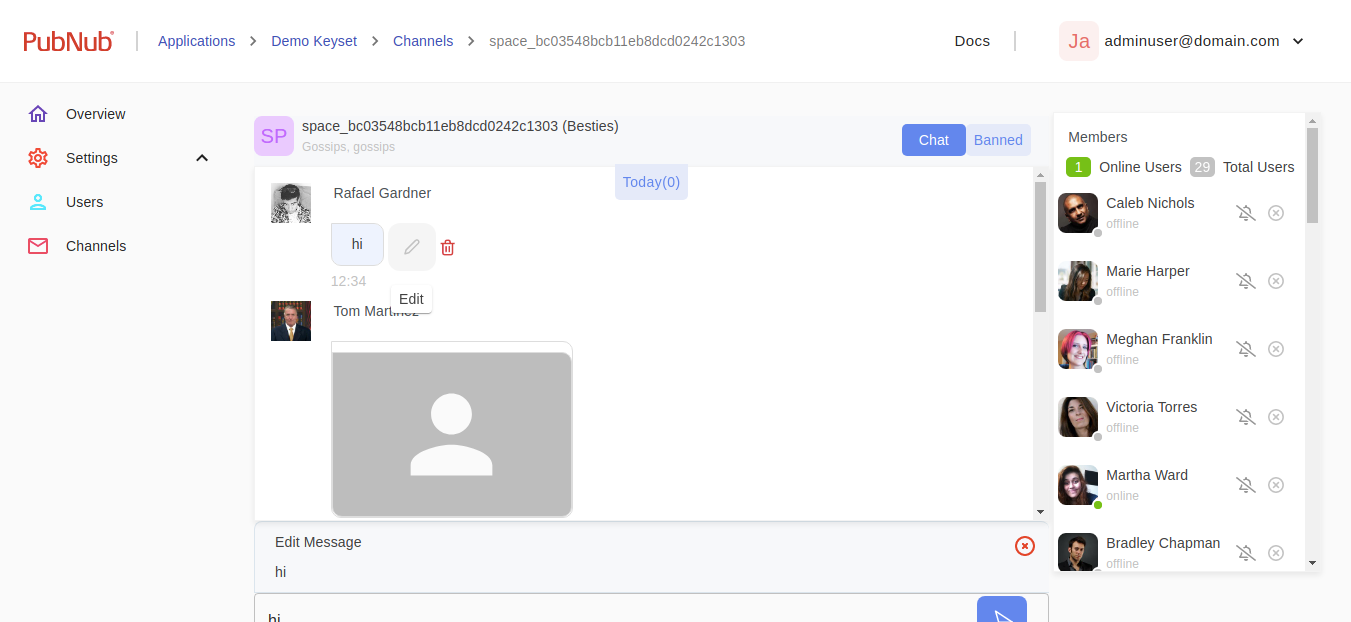 PubNub
Applications > Demo Keyset > Channels > space_bc03548bcb11eb8dcd0242c1303
Docs
Ja adminuser@domain.com
Overview
Settings
Users
Channels
SP
space_bc03548bcb11eb8dcd0242c1303 (Besties)
Gossips, gossips
Chat
Banned
Today(0)
Rafael Gardner
hi
12:34
Edit
Tom Martinez
Edit Message
hi
hi
Members
1 Online Users 29 Total Users
Caleb Nichols
offline
Marie Harper
offline
Meghan Franklin
offline
Victoria Torres
offline
Martha Ward
online
Bradley Chapman
offline